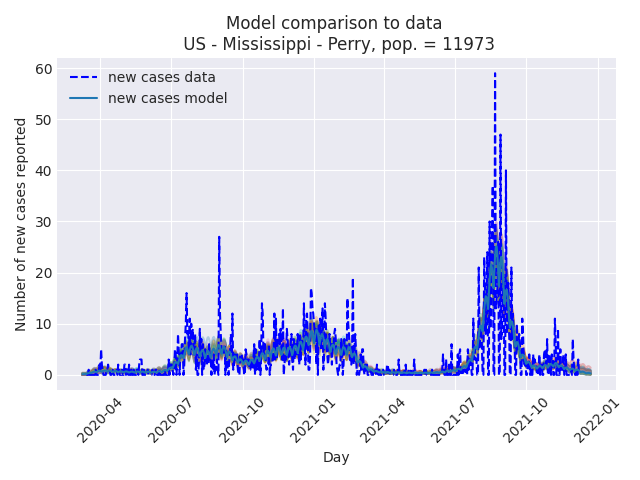 Model comparison to data
US - Mississippi - Perry, pop. = 11973
new cases data
new cases model
Number of new cases reported
60
50
40
30
20
10
0
2020-04
2020-07
2020-10
2021-01
2021-04
2021-07
2021-10
2022-01
Day